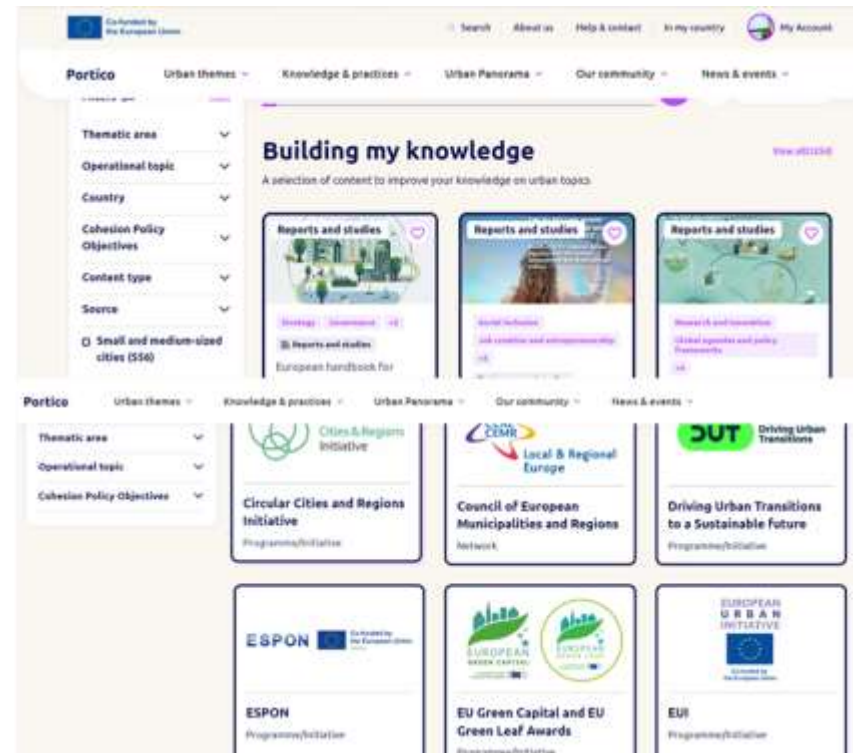 Co-funded by
the European Union
Search About us Help & contact In my country My Account
Portico Urban themes Knowledge & practices Urban Panorama Our community News & events
Thematic area
Operational topic
Country
Cohesion Policy
Objectives
Content type
Source
Small and medium-sized
cities (556)
Building my knowledge
View all
A selection of content to improve your knowledge on urban topics
Reports and studies
Strategy Governance
Reports and studies
European handbook for
Reports and studies
Social inclusion
Job creation and entrepreneurship
Reports and studies
Research and innovation
Global agendas and policy
frameworks
Portico Urban themes Knowledge & practices Urban Panorama Our community News & events
Thematic area
Operational topic
Cohesion Policy Objectives
Cities & Regions
Initiative
Circular Cities and Regions
Initiative
Programme/Initiative
CEMR
Local & Regional
Europe
Council of European
Municipalities and Regions
Network
DUT
Driving Urban
Transitions
Driving Urban Transitions
to a Sustainable Future
Programme/Initiative
ESPON
Co-funded by
the European Union
ESPON
Programme/Initiative
EUROPEAN
GREEN CAPITAL
EUROPEAN
GREEN LEAF
EU Green Capital and EU
Green Leaf Awards
Programme/Initiative
EUROPEAN
URBAN
INITIATIVE
Co-funded by
the European Union
EUI
Programme/Initiative